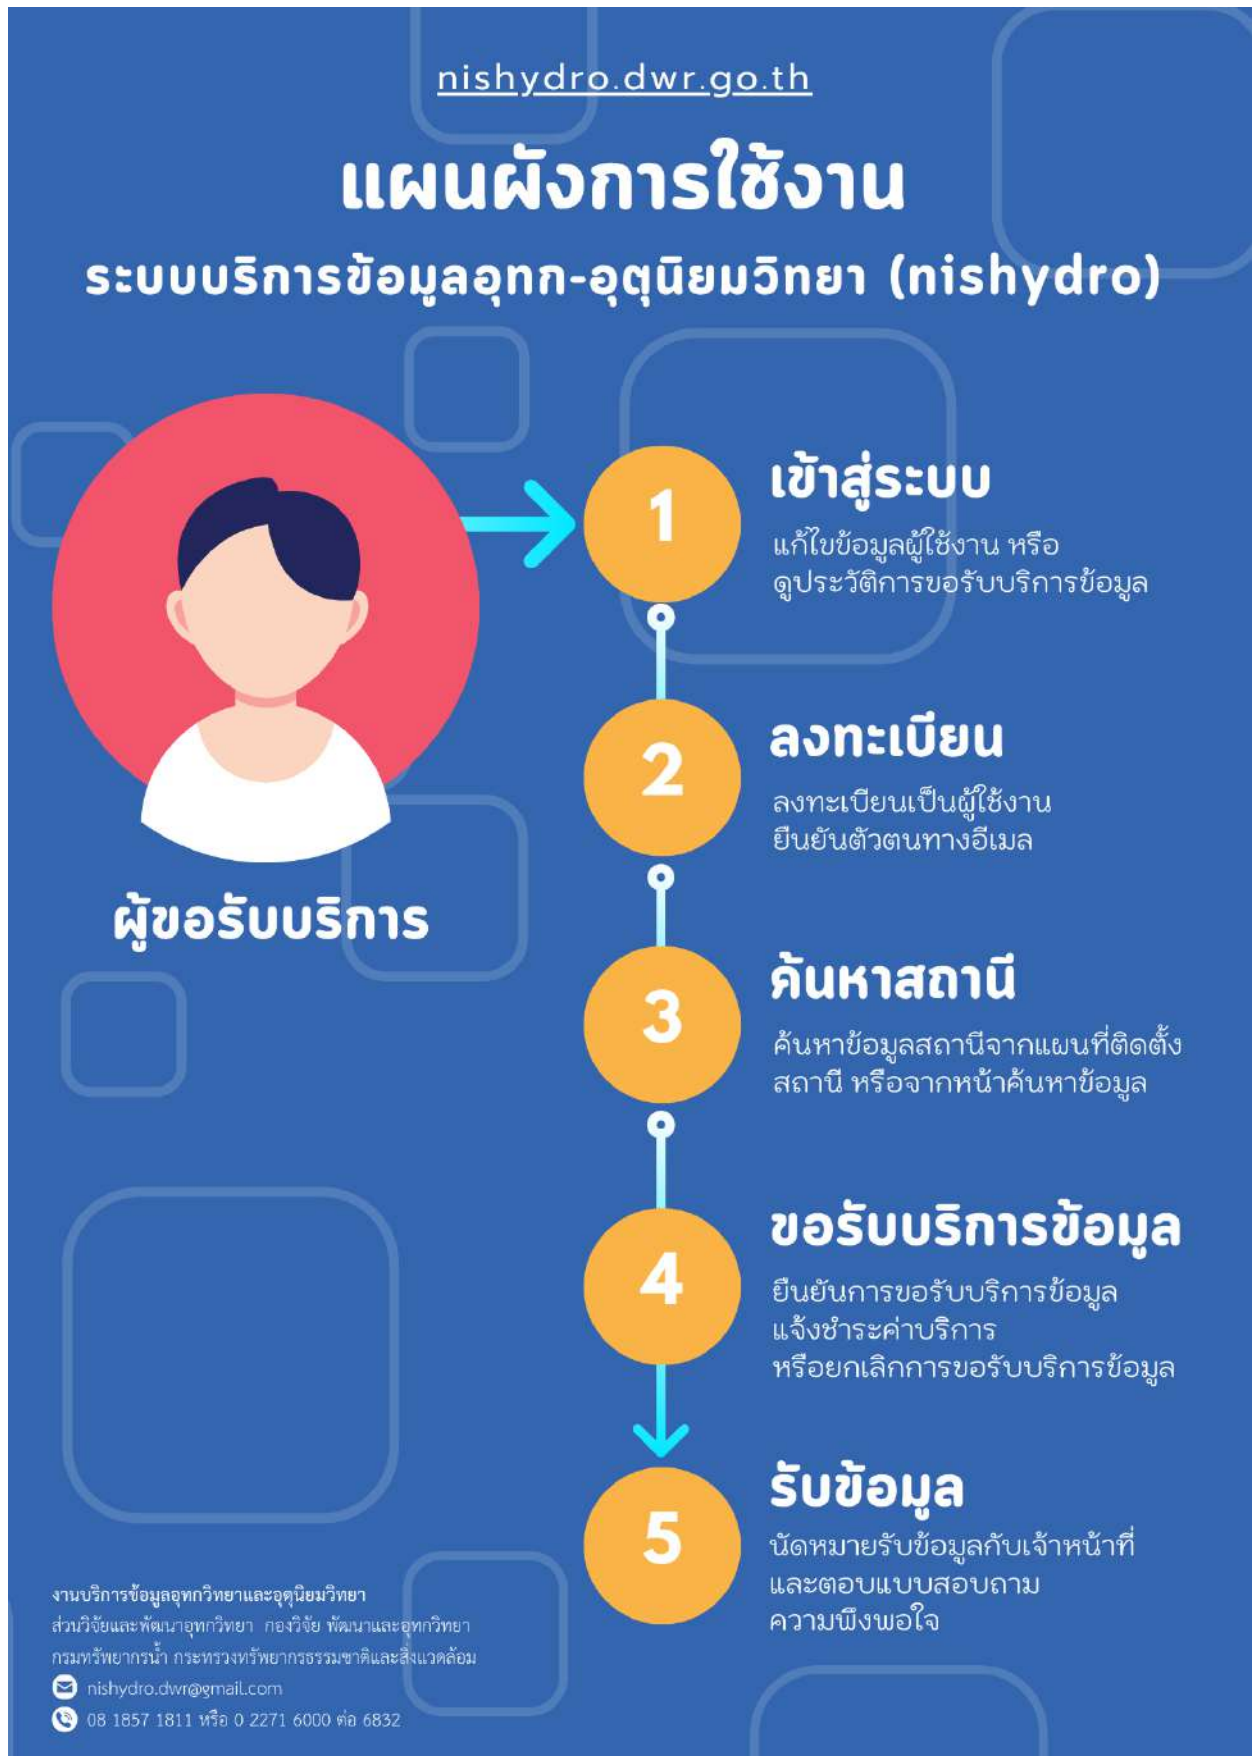 nishydro.dwr.go.th
แผนผังการใช้งาน
ระบบบริการข้อมูลอุทก-อุตุนิยมวิทยา (nishydro)
ผู้ขอรับบริการ
1
เข้าสู่ระบบ
แก้ไขข้อมูลผู้ใช้งาน หรือ
ดูประวัติการขอรับบริการข้อมูล
2
ลงทะเบียน
ลงทะเบียนเป็นผู้ใช้งาน
ยืนยันตัวตนทางอีเมล
3
ค้นหาสถานี
ค้นหาข้อมูลสถานีจากแผนที่ติดตั้ง
สถานี หรือจากหน้าค้นหาข้อมูล
4
ขอรับบริการข้อมูล
ยืนยันการขอรับบริการข้อมูล
แจ้งชำระค่าบริการ
หรือยกเลิกการขอรับบริการข้อมูล
5
รับข้อมูล
นัดหมายรับข้อมูลกับเจ้าหน้าที่
และตอบแบบสอบถาม
ความพึงพอใจ
งานบริการข้อมูลอุทกวิทยาและอุตุนิยมวิทยา
ส่วนวิจัยและพัฒนาอุทกวิทยา กองวิจัย พัฒนาและอุทกวิทยา
กรมทรัพยากรน้ำ กระทรวงทรัพยากรธรรมชาติและสิ่งแวดล้อม
nishydro.dwr@gmail.com
08 1857 1811 หรือ 0 2271 6000 ต่อ 6832